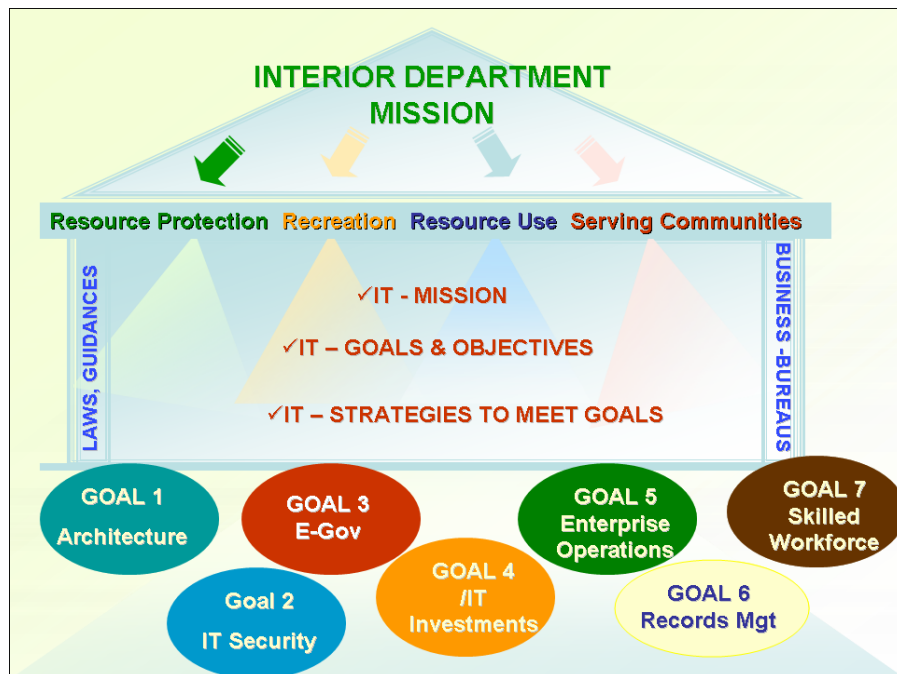 INTERIOR DEPARTMENT
MISSION
Resource Protection Recreation Resource Use Serving Communities
LAWS, GUIDANCES
BUSINESS -BUREAUS
✓IT - MISSION
✓IT – GOALS & OBJECTIVES
✓IT – STRATEGIES TO MEET GOALS
GOAL 1
Architecture
Goal 2
IT Security
GOAL 3
E-Gov
GOAL 4
/IT
Investments
GOAL 5
Enterprise
Operations
GOAL 6
Records Mgt
GOAL 7
Skilled
Workforce